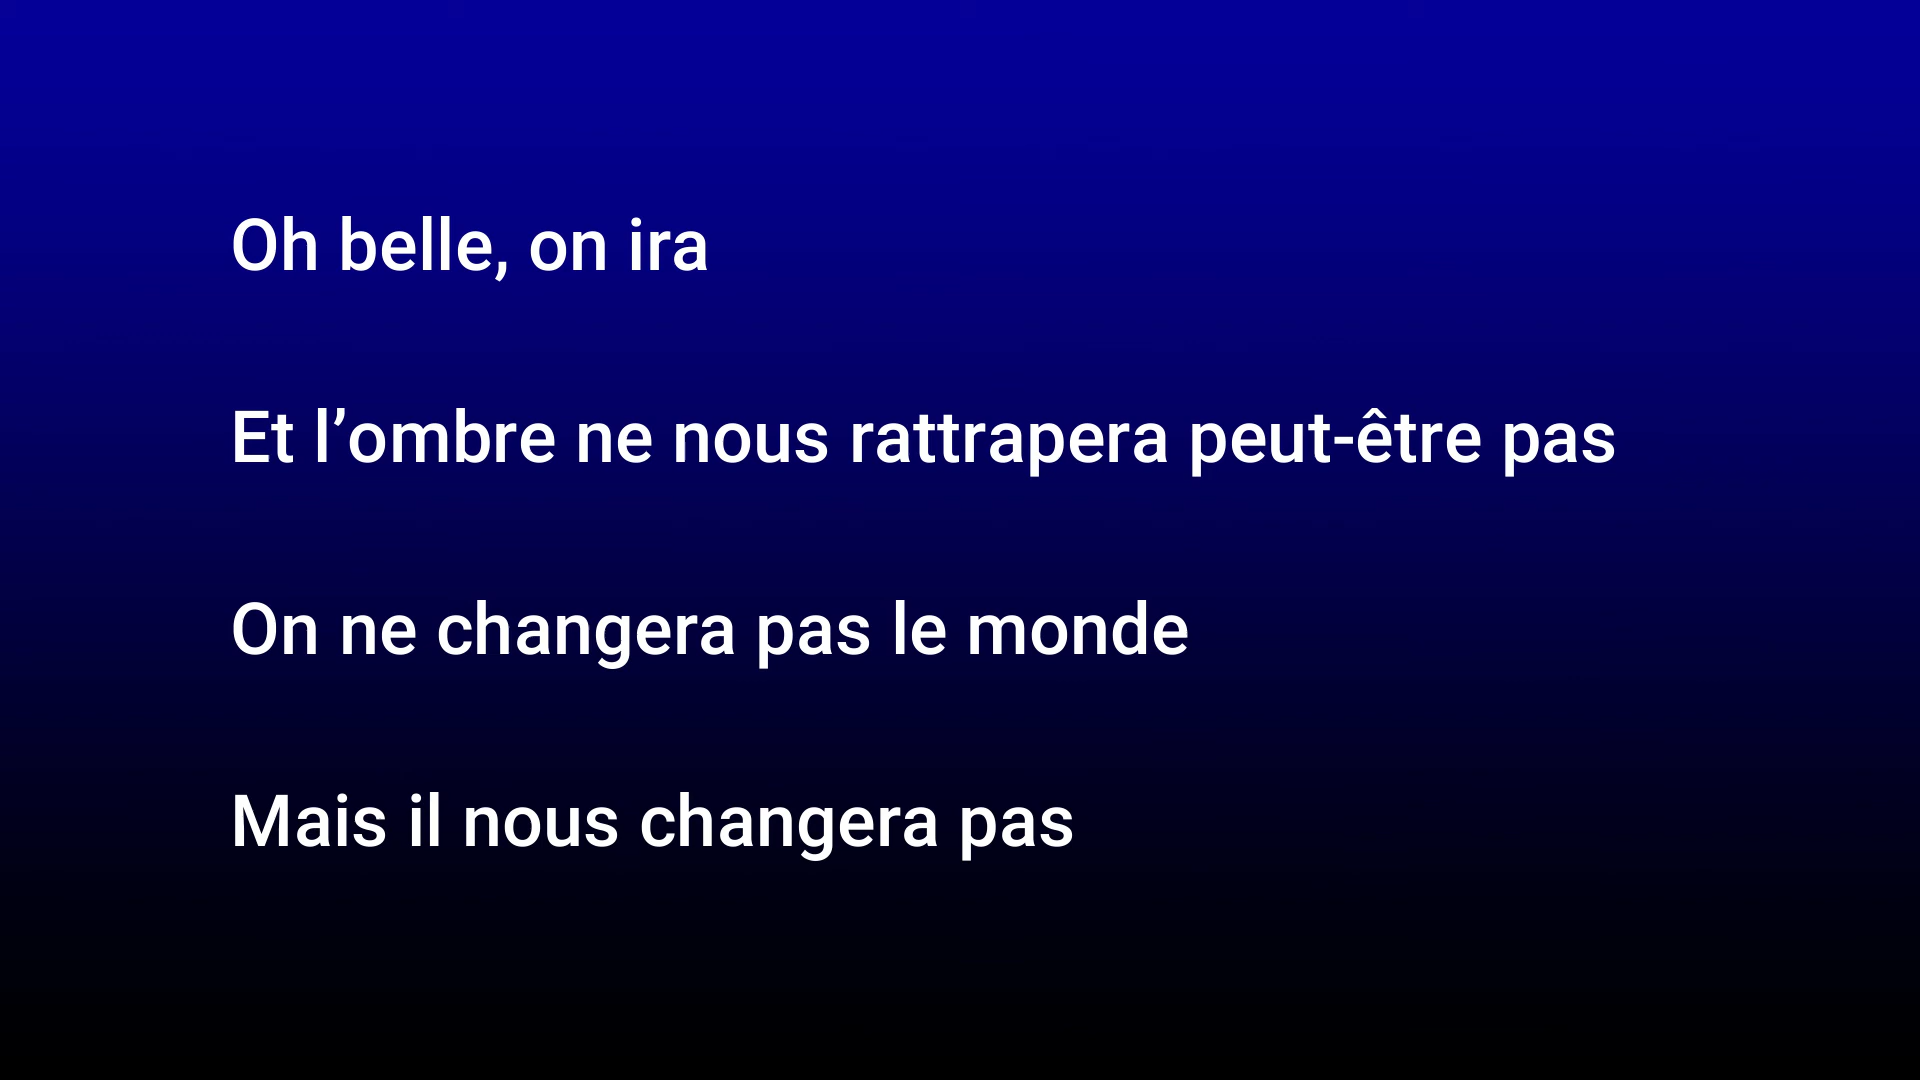 Oh belle, on ira
Et l’ombre ne nous rattrapera peut-être pas
On ne changera pas le monde
Mais il nous changera pas